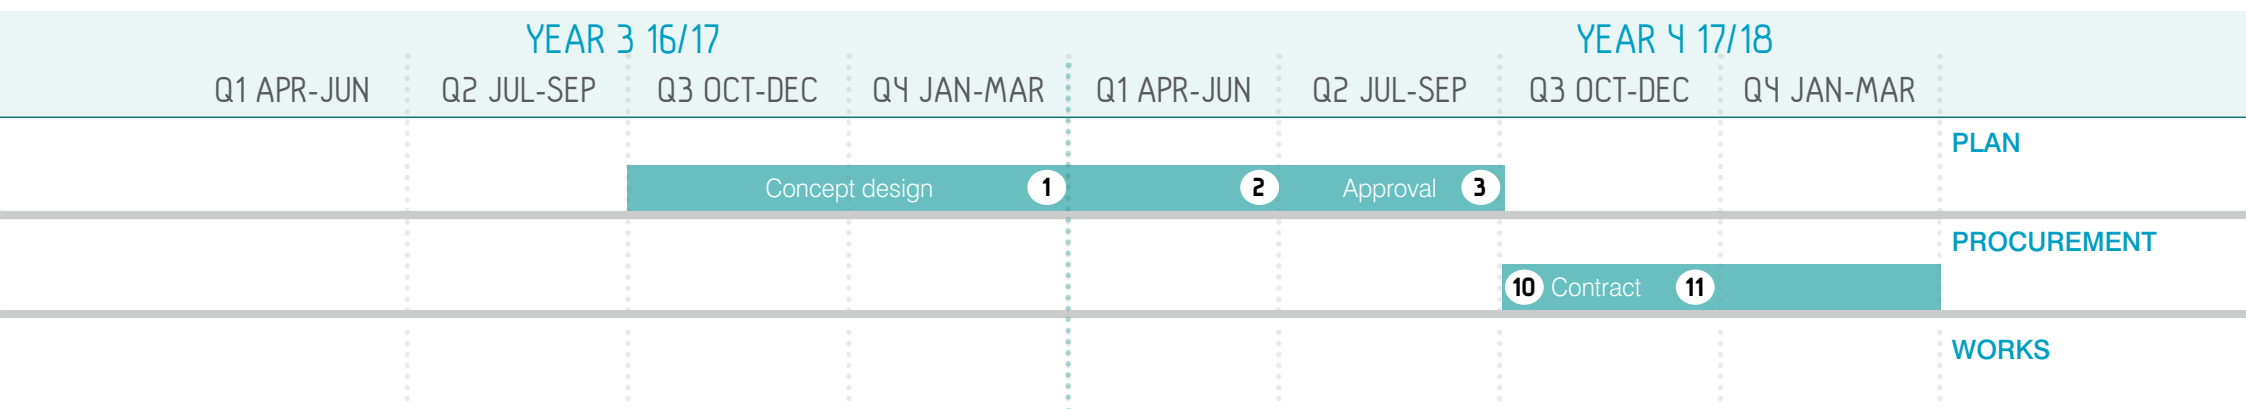 YEAR 3 16/17 YEAR 4 17/18
Q1 APR-JUN Q2 JUL-SEP Q3 OCT-DEC Q4 JAN-MAR Q1 APR-JUN Q2 JUL-SEP Q3 OCT-DEC Q4 JAN-MAR
PLAN
Concept design 1 2 Approval 3
PROCUREMENT
10 Contract 11
WORKS